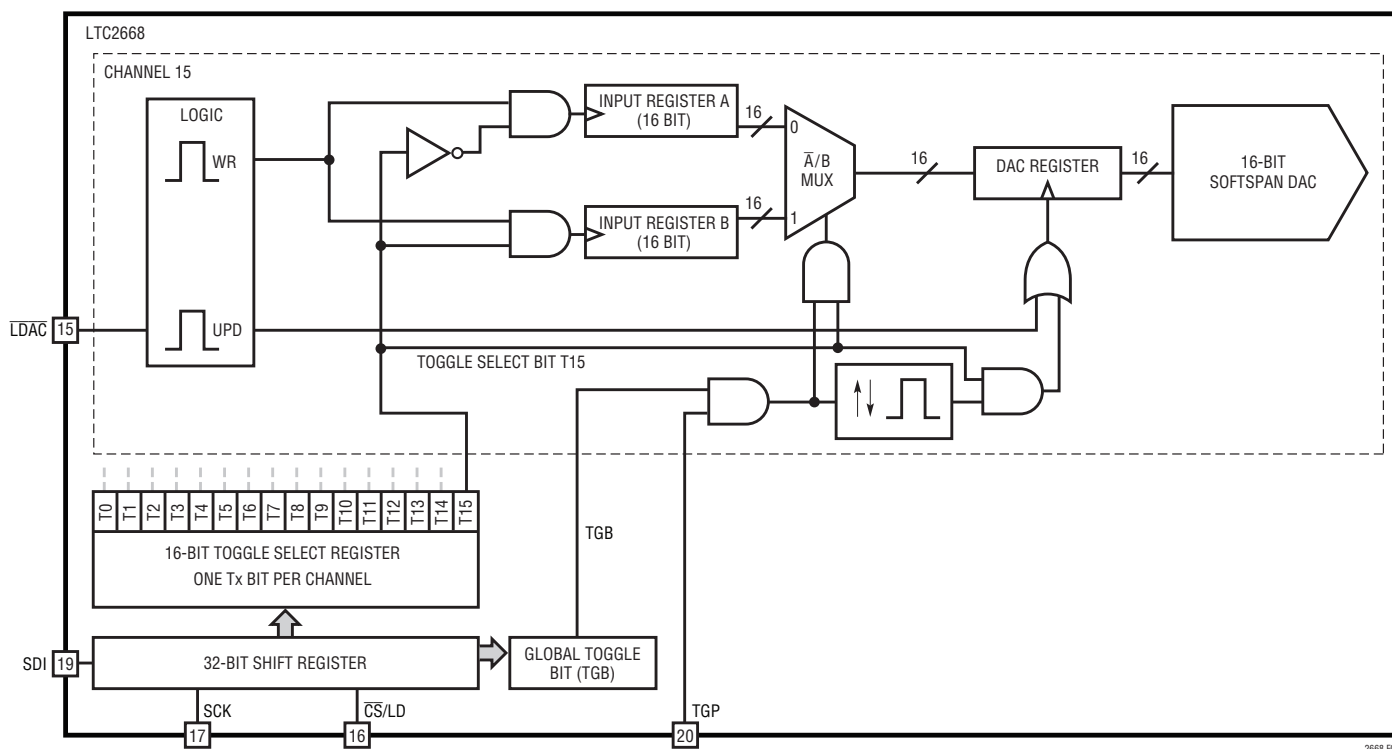 LTC2668
CHANNEL 15
LOGIC
WR
UPD
INPUT REGISTER A
(16 BIT)
16
0
INPUT REGISTER B
(16 BIT)
16
1
A̅/B
MUX
16
DAC REGISTER
16
16-BIT
SOFTSPAN DAC
L̅D̅A̅C̅
15
TOGGLE SELECT BIT T15
T0
T1
T2
T3
T4
T5
T6
T7
T8
T9
T10
T11
T12
T13
T14
T15
16-BIT TOGGLE SELECT REGISTER
ONE Tx BIT PER CHANNEL
TGB
SDI
19
32-BIT SHIFT REGISTER
GLOBAL TOGGLE
BIT (TGB)
SCK
C̅S̅/LD
TGP
17
16
20